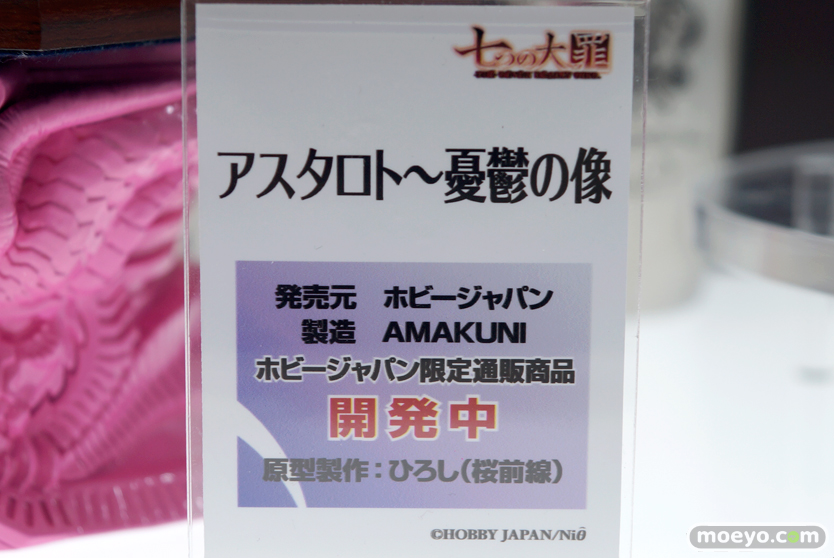 七つの大罪
アスタロト～憂鬱の像
発売元　ホビージャパン
製造　AMAKUNI
ホビージャパン限定通販商品
開発中
原型製作：ひろし（桜前線）
©HOBBY JAPAN/Niθ
moeyo.com